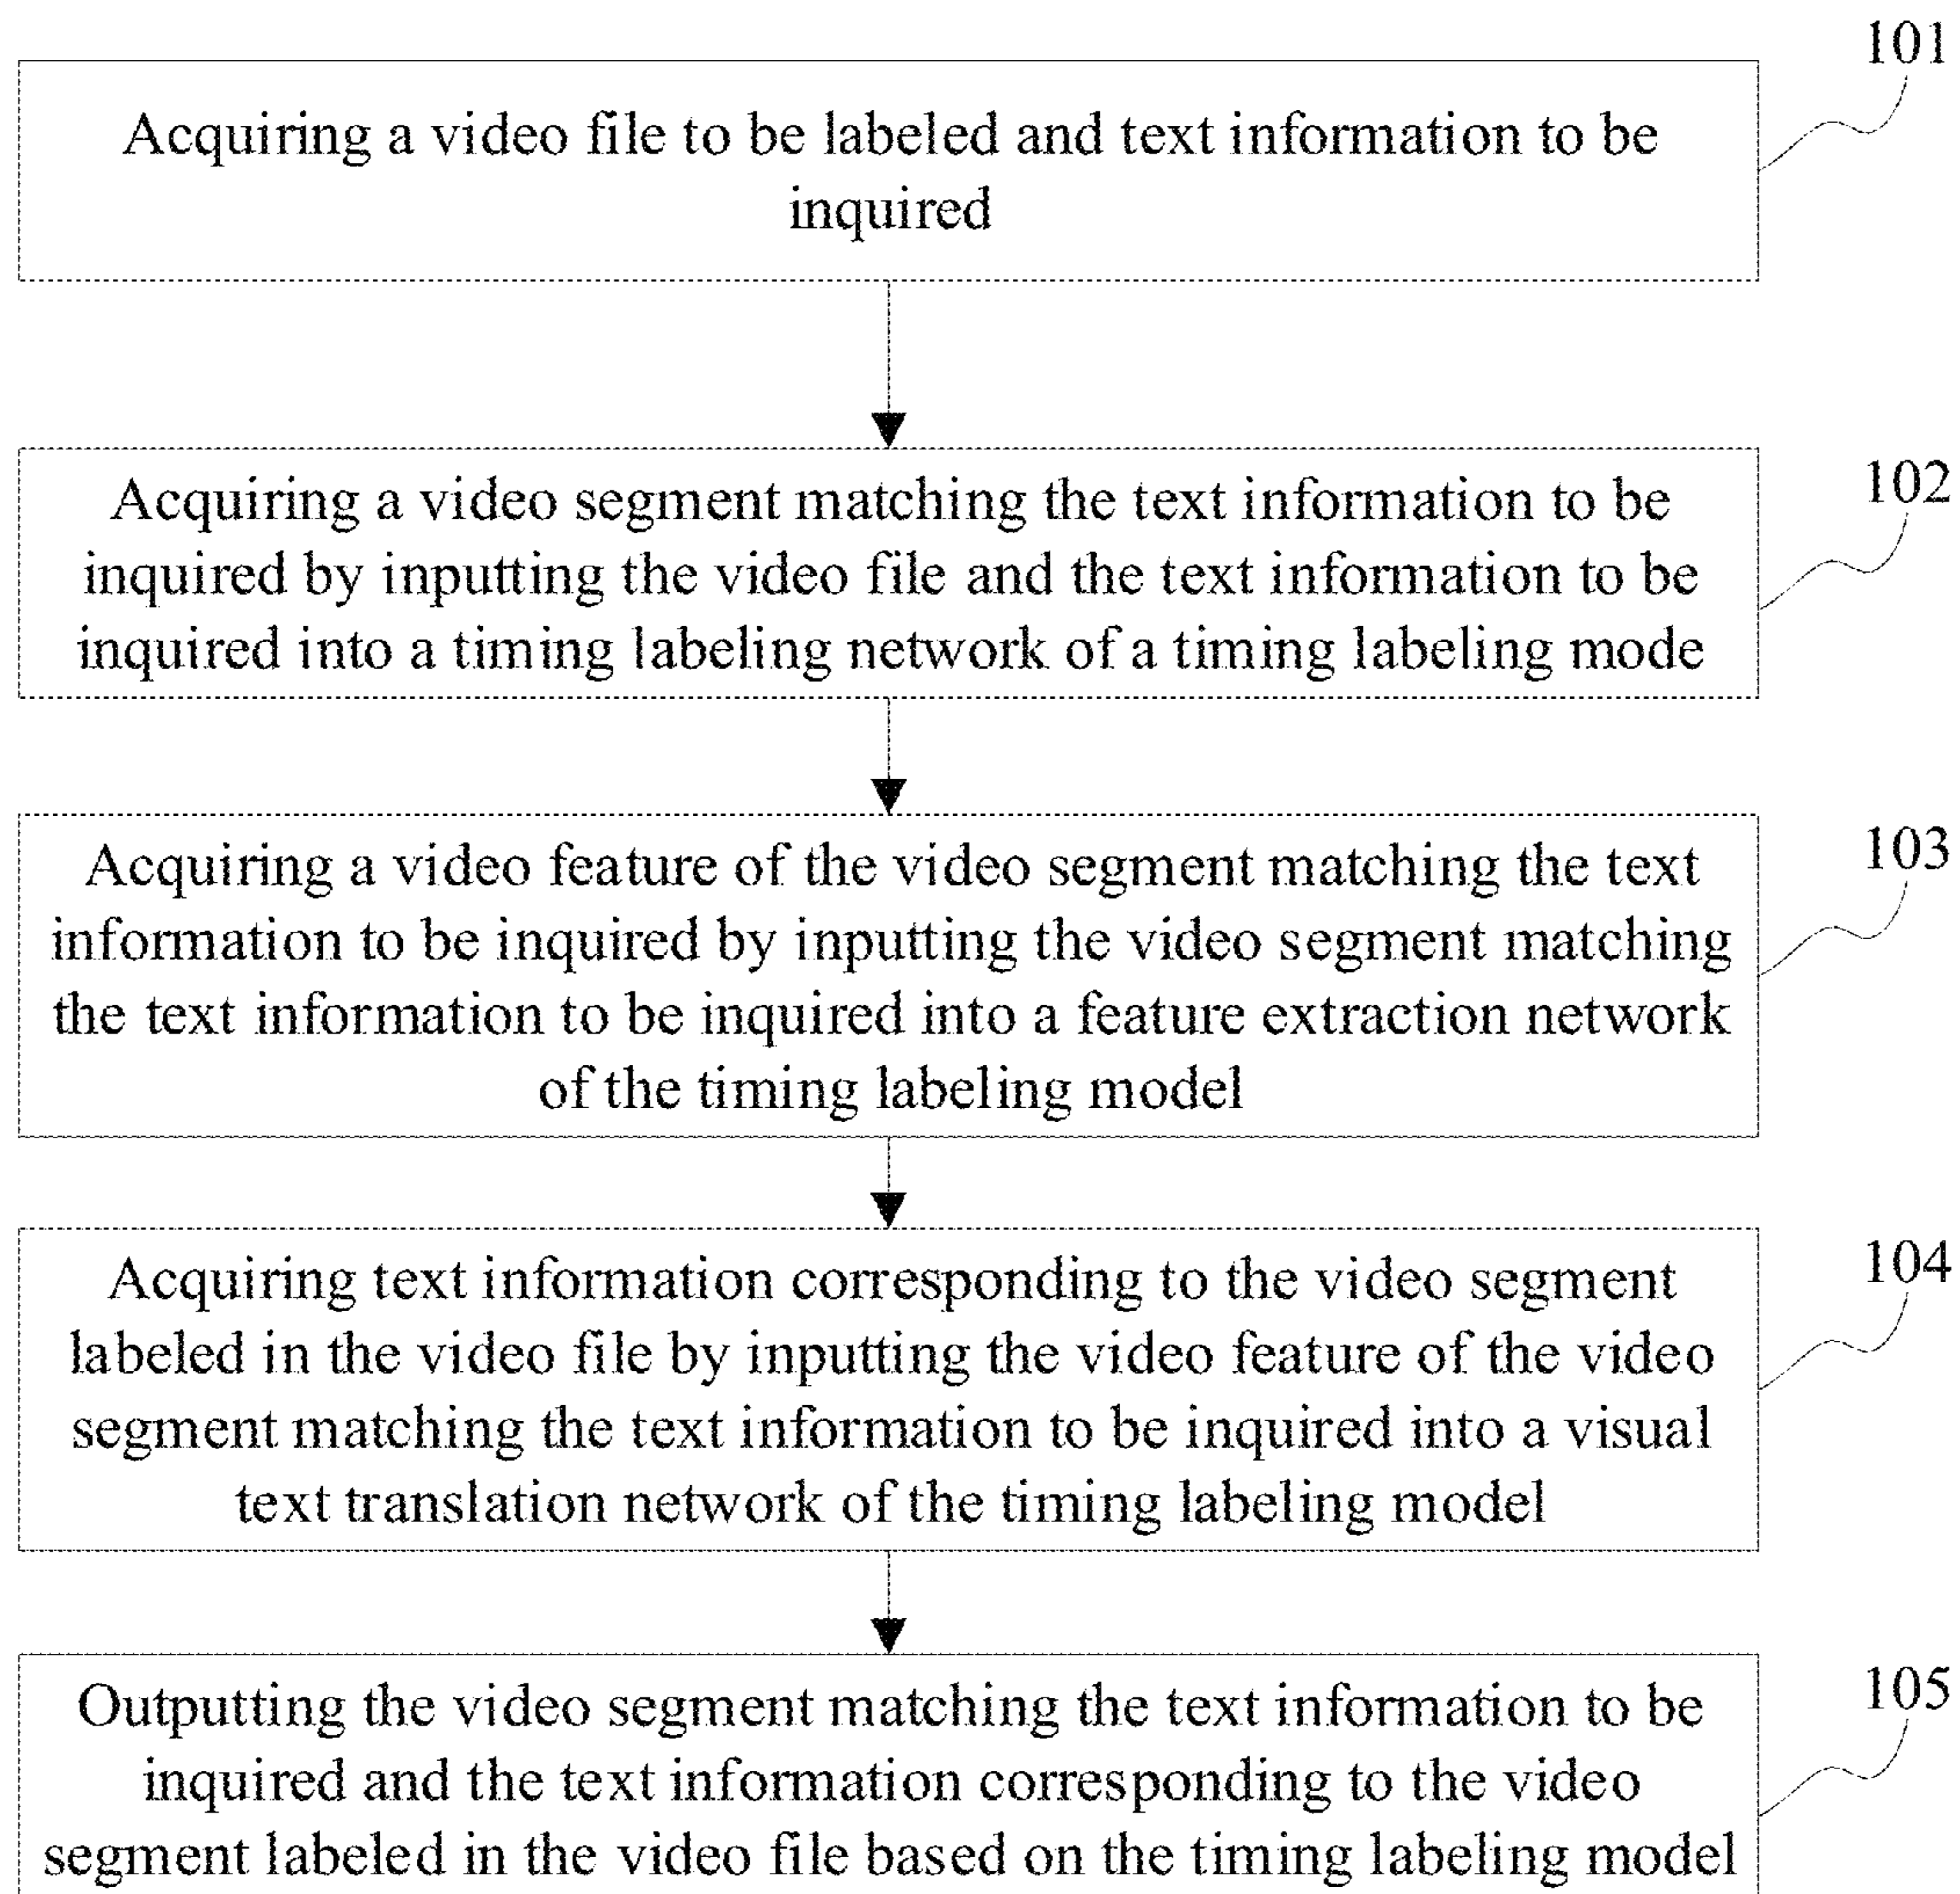 101
Acquiring a video file to be labeled and text information to be
inquired
102
Acquiring a video segment matching the text information to be
inquired by inputting the video file and the text information to be
inquired into a timing labeling network of a timing labeling mode
103
Acquiring a video feature of the video segment matching the text
information to be inquired by inputting the video segment matching
the text information to be inquired into a feature extraction network
of the timing labeling model
104
Acquiring text information corresponding to the video segment
labeled in the video file by inputting the video feature of the video
segment matching the text information to be inquired into a visual
text translation network of the timing labeling model
105
Outputting the video segment matching the text information to be
inquired and the text information corresponding to the video
segment labeled in the video file based on the timing labeling model